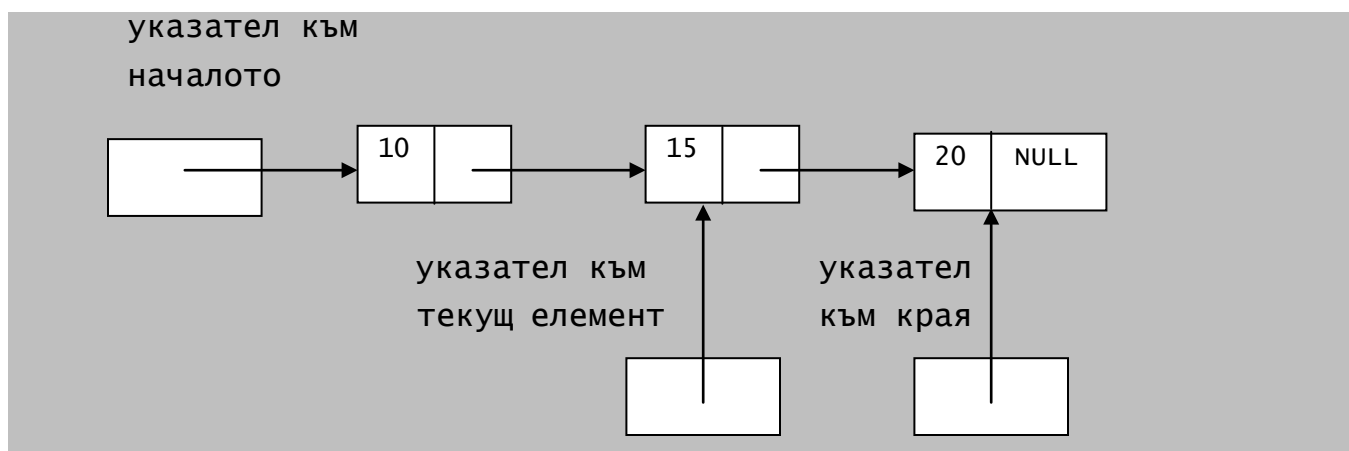 указател към
началото
10
15
20
NULL
указател към
текущ елемент
указател
към края